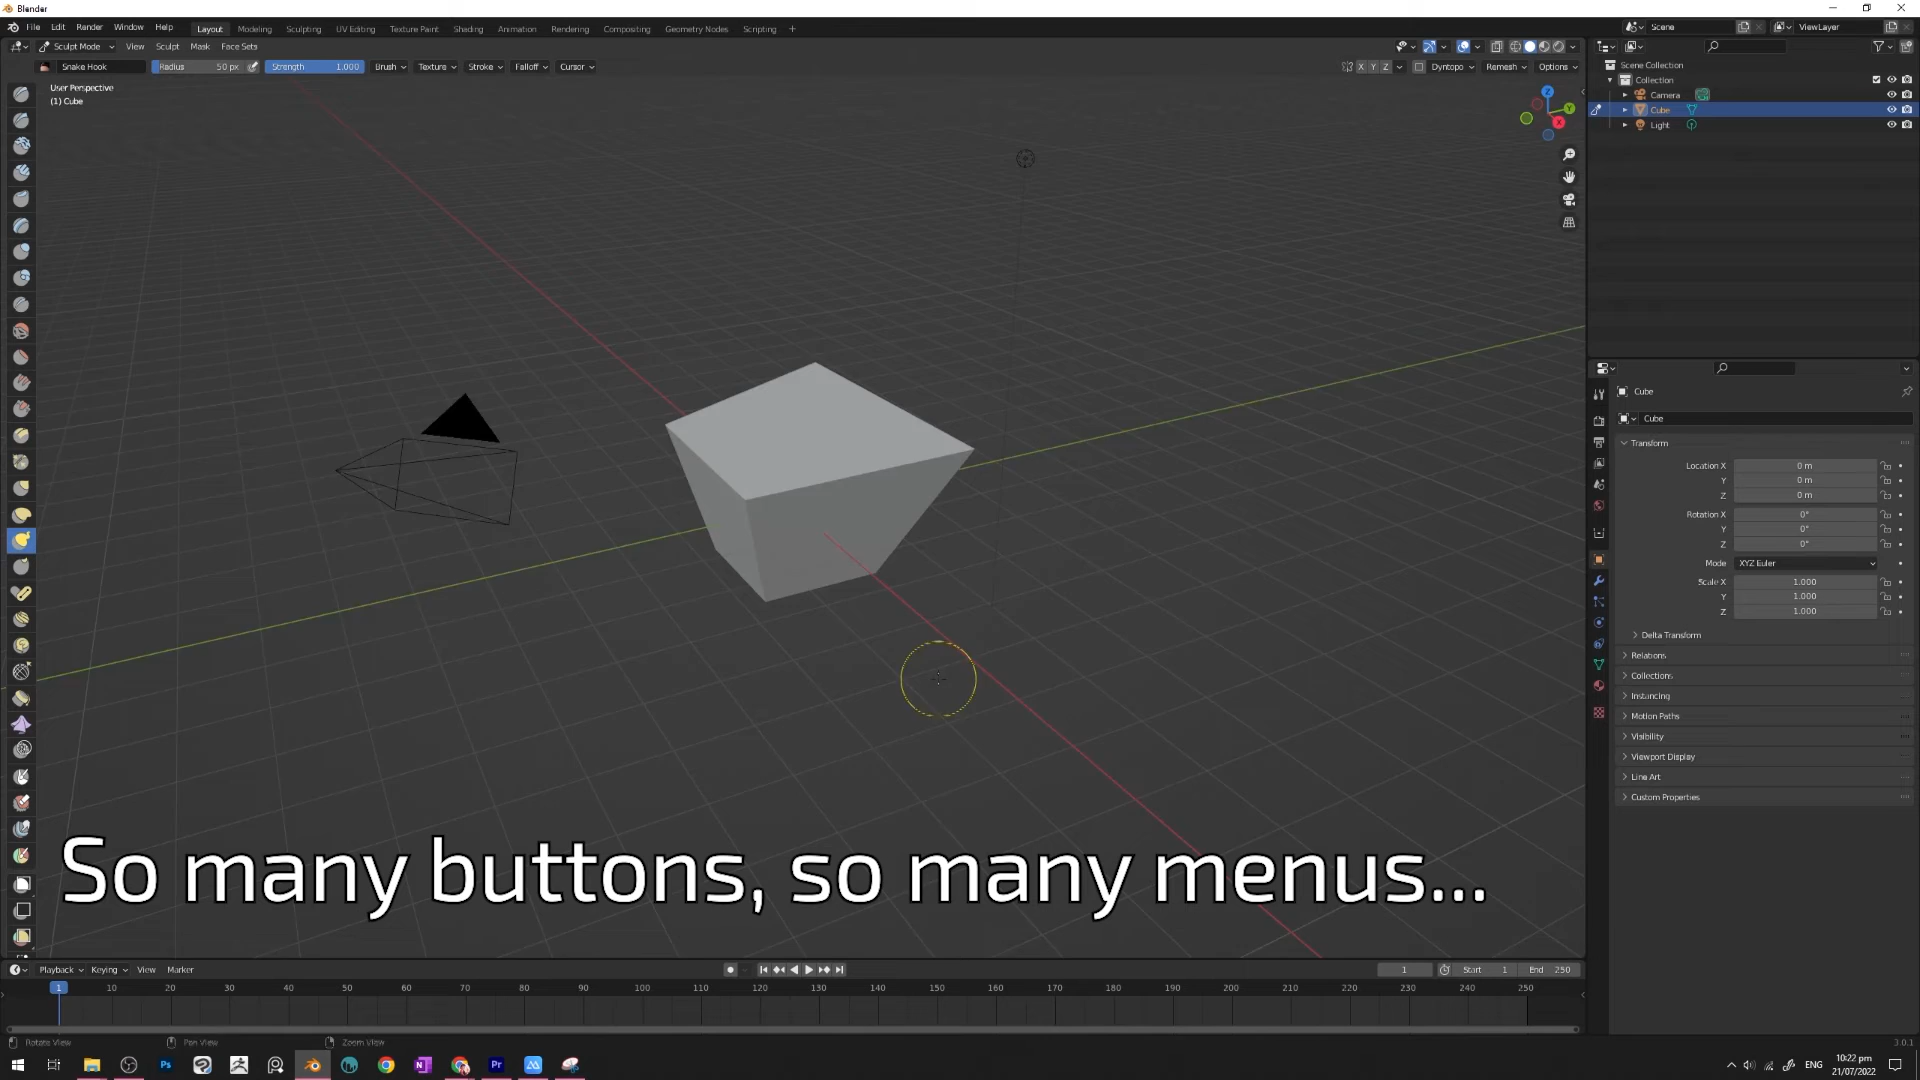 Blender
File Edit Render Window Help Layout Modeling Sculpting UV Editing Texture Paint Shading Animation Rendering Compositing Geometry Nodes Scripting + Scene ViewLayer
Sculpt Mode View Sculpt Mask Face Sets
Snake Hook Radius 50 px Strength 1.000 Brush Texture Stroke Falloff Cursor X Y Z Dyntopo Remesh Options
User Perspective
(1) Cube
Z
Y
X
Scene Collection
Collection
Camera
Cube
Light
Cube
Cube
Transform
Location X 0 m
Y 0 m
Z 0 m
Rotation X 0°
Y 0°
Z 0°
Mode XYZ Euler
Scale X 1.000
Y 1.000
Z 1.000
Delta Transform
Relations
Collections
Instancing
Motion Paths
Visibility
Viewport Display
Line Art
Custom Properties
So many buttons, so many menus...
Playback Keying View Marker 1 Start 1 End 250
1 10 20 30 40 50 60 70 80 90 100 110 120 130 140 150 160 170 180 190 200 210 220 230 240 250
Rotate View Pan View Zoom View 3.0.1
Ps N Pr ENG 10:22 pm
21/07/2022